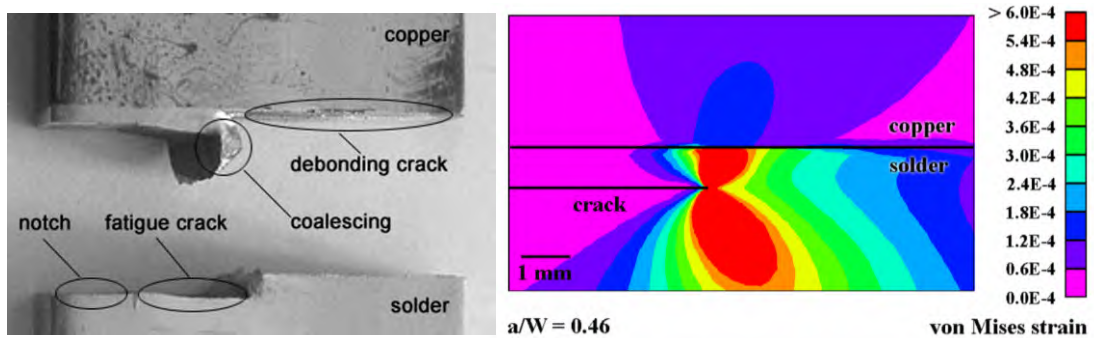 copper
debonding crack
coalescing
notch
fatigue crack
solder
copper
solder
crack
1 mm
a/W = 0.46
> 6.0E-4
5.4E-4
4.8E-4
4.2E-4
3.6E-4
3.0E-4
2.4E-4
1.8E-4
1.2E-4
0.6E-4
0.0E-4
von Mises strain